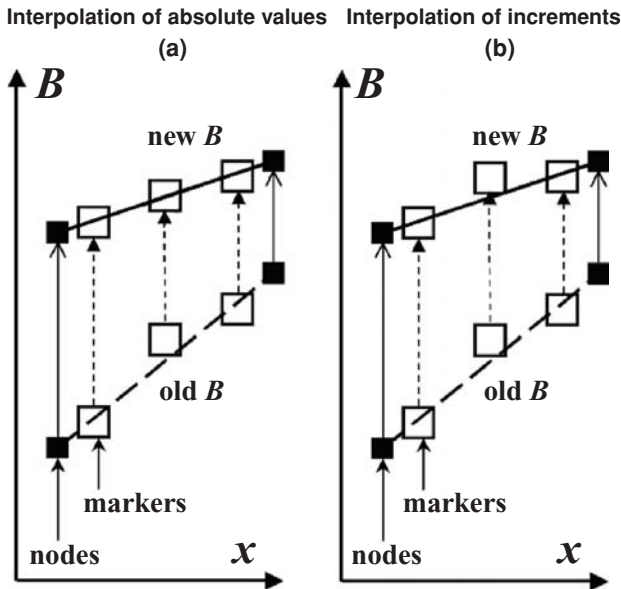 Interpolation of absolute values
(a)
B
new B
old B
markers
nodes
x
Interpolation of increments
(b)
B
new B
old B
markers
nodes
x